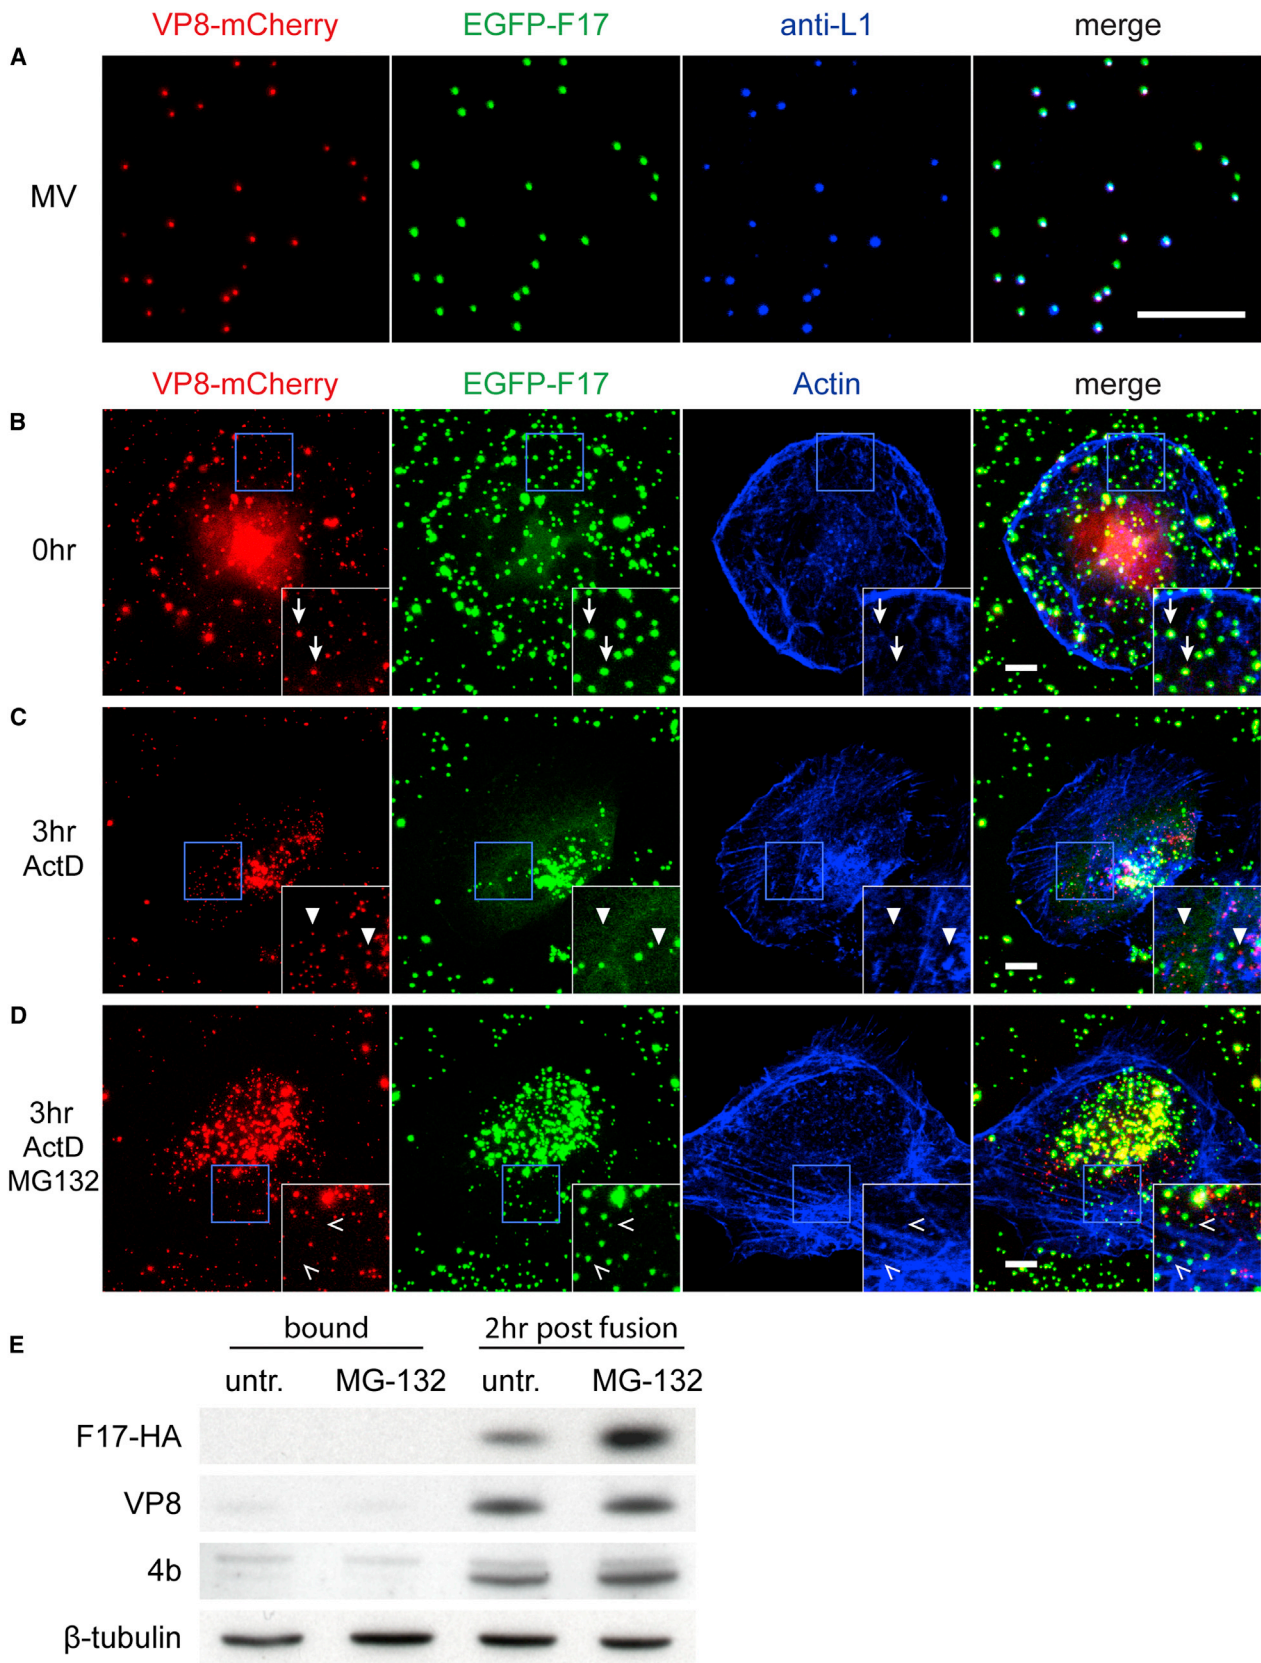 VP8-mCherry EGFP-F17 anti-L1 merge
A
MV
VP8-mCherry EGFP-F17 Actin merge
B
0hr
C
3hr
ActD
D
3hr
ActD
MG132
E
bound 2hr post fusion
untr. MG-132 untr. MG-132
F17-HA
VP8
4b
β-tubulin